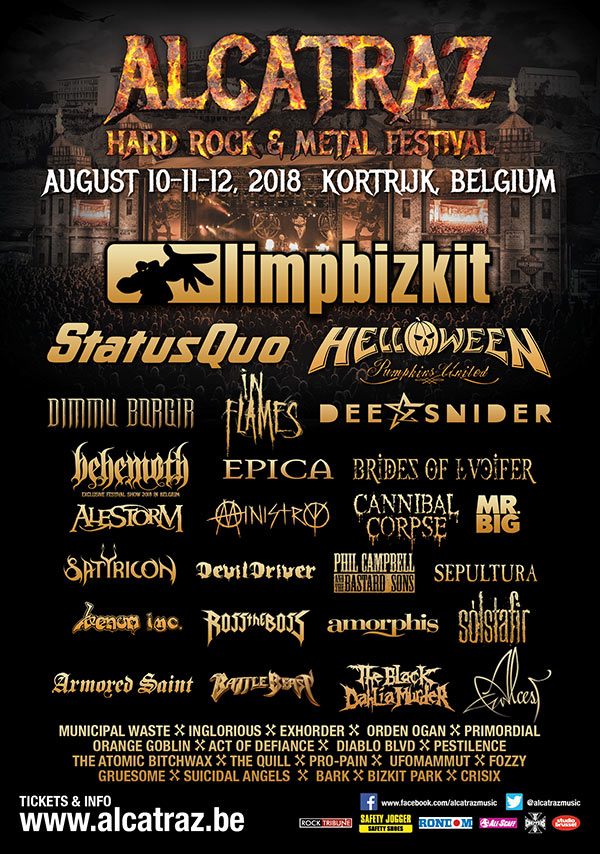 ALCATRAZ
HARD ROCK & METAL FESTIVAL
AUGUST 10-11-12, 2018 KORTRIJK, BELGIUM
limpbizkit
StatusQuo HELLOWEEN
Pumpkins United
DIMMU BORGIR IN FLAMES DEE SNIDER
behemoth EPICA BRIDES OF LUCIFER
EXCLUSIVE FESTIVAL SHOW 2018 IN BELGIUM
ALESTORM MINISTRY CANNIBAL CORPSE MR. BIG
SATYRICON DevilDriver PHIL CAMPBELL AND THE BASTARD SONS SEPULTURA
Venom inc. ROSS THE BOSS amorphis sólstafir
Armored Saint BATTLE BEAST The Black Dahlia Murder Alcest
MUNICIPAL WASTE INGLORIOUS EXHORDER ORDEN OGAN PRIMORDIAL
ORANGE GOBLIN ACT OF DEFIANCE DIABLO BLVD PESTILENCE
THE ATOMIC BITCHWAX THE QUILL PRO-PAIN UFOMAMMUT FOZZY
GRUESOME SUICIDAL ANGELS BARK BIZKIT PARK CRISIX
TICKETS & INFO
www.alcatraz.be
www.facebook.com/alcatrazmusic @alcatrazmusic
ROCK TRIBUNE SAFETY JOGGER SAFETY SHOES RONDOM ALL-SCAFF CHOPPERS studio brussel